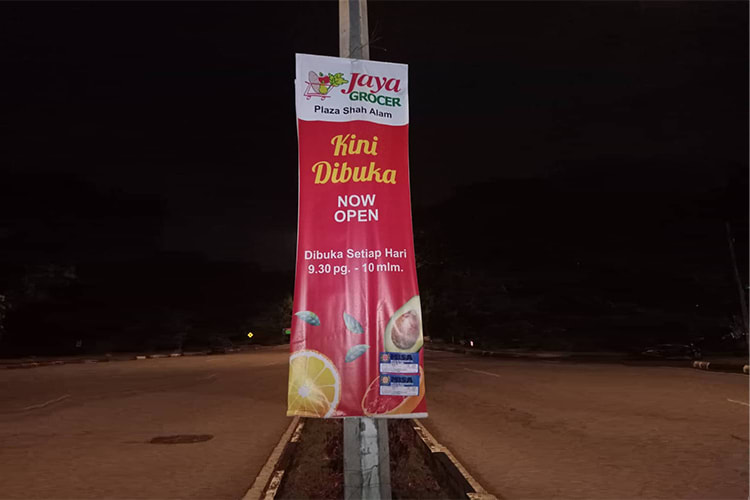 Jaya
GROCER
Plaza Shah Alam
Kini
Dibuka
NOW
OPEN
Dibuka Setiap Hari
9.30 pg. - 10 mlm.